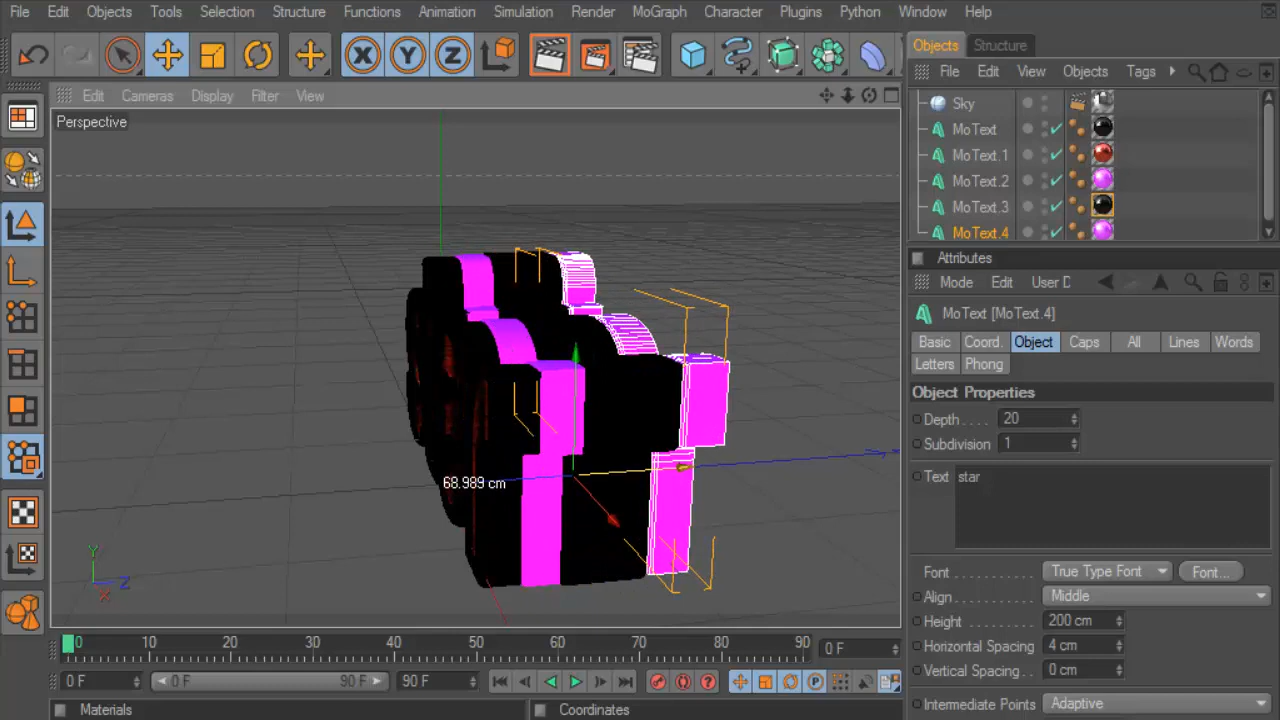 File Edit Objects Tools Selection Structure Functions Animation Simulation Render MoGraph Character Plugins Python Window Help
X Y Z
Objects Structure
File Edit View Objects Tags
Edit Cameras Display Filter View
Perspective
Sky
MoText
MoText.1
MoText.2
MoText.3
MoText.4
Attributes
Mode Edit User D
MoText [MoText.4]
Basic Coord. Object Caps All Lines Words
Letters Phong
Object Properties
Depth . . . . 20
Subdivision 1
Text star
68.989 cm
Y
Z
X
Font . . . . . . . . . . . True Type Font Font...
Align . . . . . . . . . . . Middle
Height . . . . . . . . . . 200 cm
Horizontal Spacing 4 cm
Vertical Spacing . . 0 cm
Intermediate Points Adaptive
0 10 20 30 40 50 60 70 80 90 0 F
0 F 0 F 90 F 90 F
P
Materials Coordinates